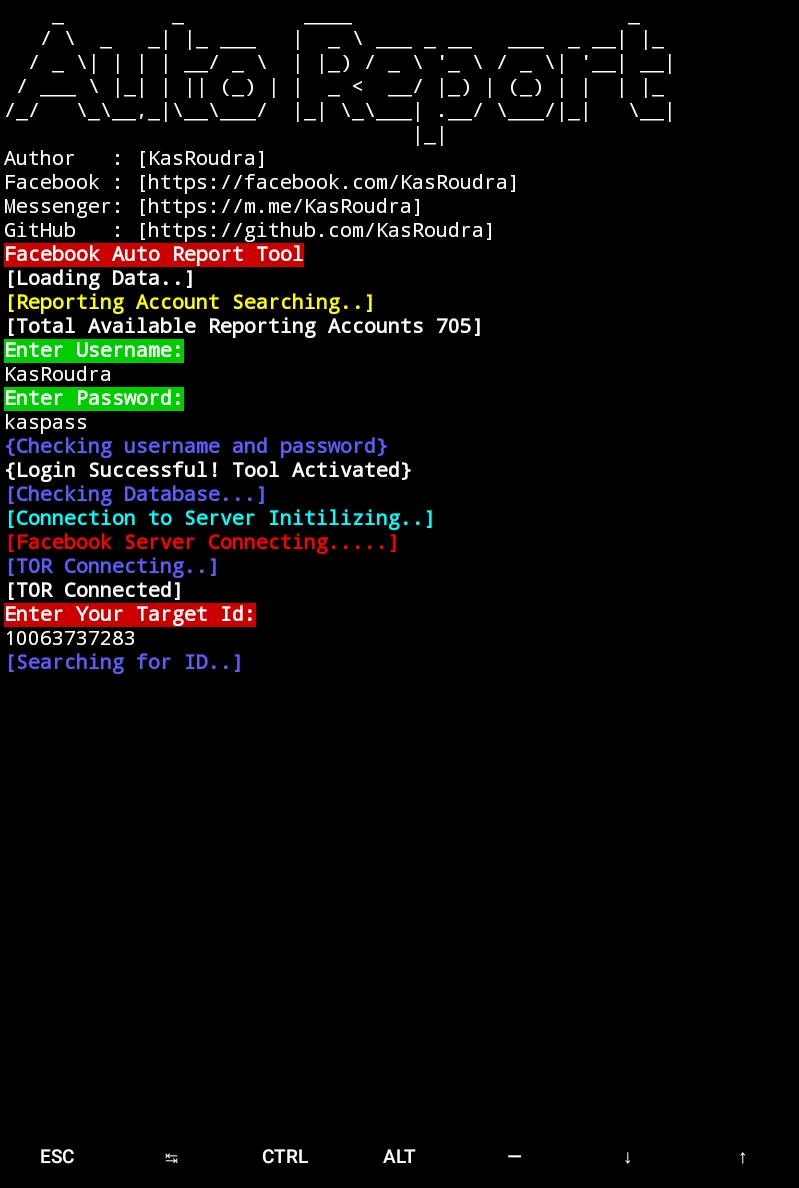 Auto Report
Author   : [KasRoudra]
Facebook : [https://facebook.com/KasRoudra]
Messenger: [https://m.me/KasRoudra]
GitHub   : [https://github.com/KasRoudra]
Facebook Auto Report Tool
[Loading Data..]
[Reporting Account Searching..]
[Total Available Reporting Accounts 705]
Enter Username:
KasRoudra
Enter Password:
kaspass
{Checking username and password}
{Login Successful! Tool Activated}
[Checking Database...]
[Connection to Server Initilizing..]
[Facebook Server Connecting.....]
[TOR Connecting..]
[TOR Connected]
Enter Your Target Id:
10063737283
[Searching for ID..]
ESC ↹ CTRL ALT — ↓ ↑